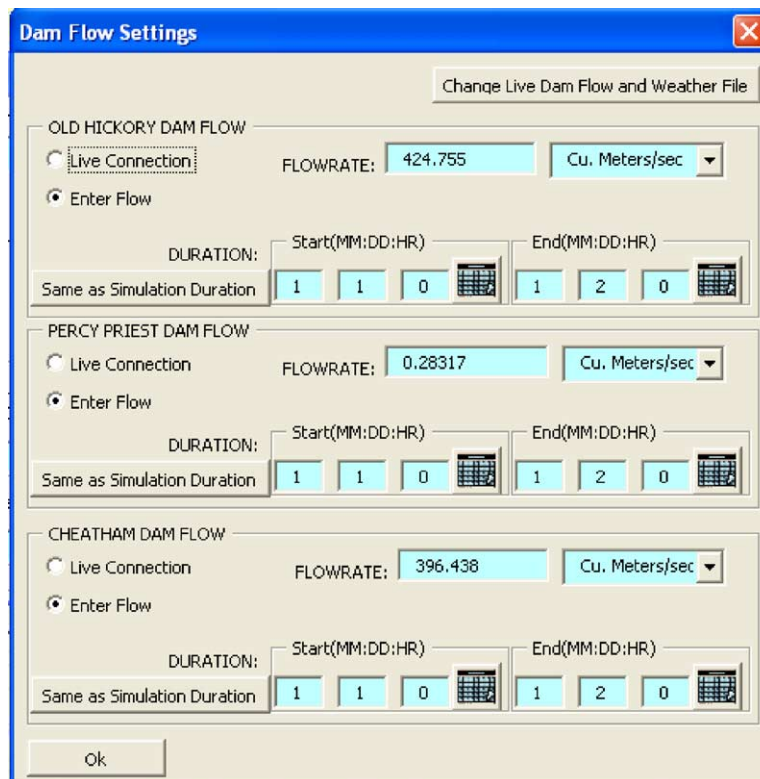 Dam Flow Settings
Change Live Dam Flow and Weather File
OLD HICKORY DAM FLOW
Live Connection
FLOWRATE: 424.755 Cu. Meters/sec
Enter Flow
DURATION: Start(MM:DD:HR) End(MM:DD:HR)
Same as Simulation Duration 1 1 0 1 2 0
PERCY PRIEST DAM FLOW
Live Connection
FLOWRATE: 0.28317 Cu. Meters/sec
Enter Flow
DURATION: Start(MM:DD:HR) End(MM:DD:HR)
Same as Simulation Duration 1 1 0 1 2 0
CHEATHAM DAM FLOW
Live Connection
FLOWRATE: 396.438 Cu. Meters/sec
Enter Flow
DURATION: Start(MM:DD:HR) End(MM:DD:HR)
Same as Simulation Duration 1 1 0 1 2 0
Ok